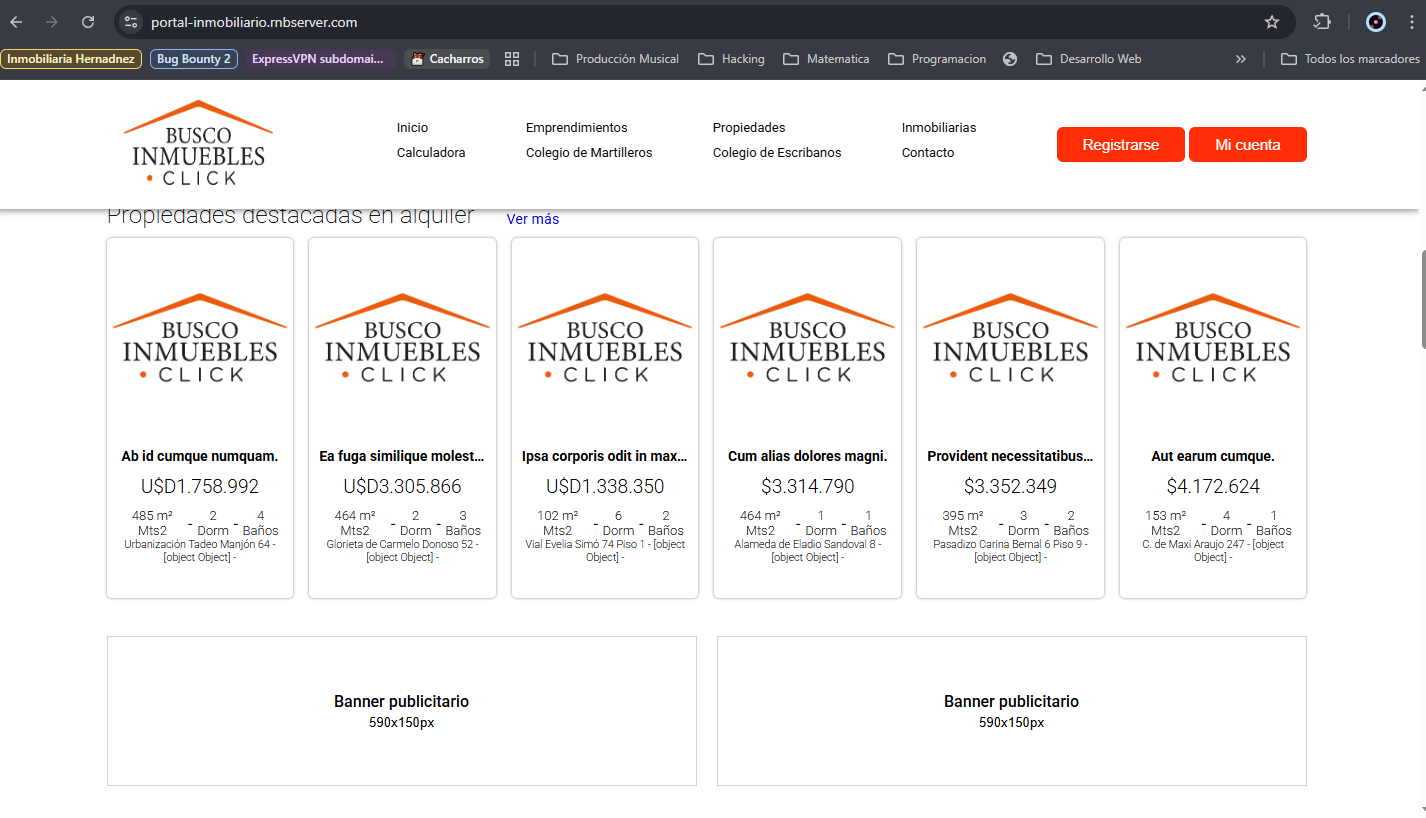 portal-inmobiliario.rnbserver.com
Inmobiliaria Hernadnez
Bug Bounty 2
ExpressVPN subdomai...
Cacharros
Producción Musical
Hacking
Matematica
Programacion
Desarrollo Web
Todos los marcadores
BUSCO
INMUEBLES
CLICK
Inicio
Emprendimientos
Propiedades
Inmobiliarias
Calculadora
Colegio de Martilleros
Colegio de Escribanos
Contacto
Registrarse
Mi cuenta
Propiedades destacadas en alquiler
Ver más
BUSCO
INMUEBLES
CLICK
Ab id cumque numquam.
U$D1.758.992
485 m² Mts2 - 2 Dorm - 4 Baños
Urbanización Tadeo Manjón 64 -
[object Object] -
BUSCO
INMUEBLES
CLICK
Ea fuga similique molest...
U$D3.305.866
464 m² Mts2 - 2 Dorm - 3 Baños
Glorieta de Carmelo Donoso 52 -
[object Object] -
BUSCO
INMUEBLES
CLICK
Ipsa corporis odit in max...
U$D1.338.350
102 m² Mts2 - 6 Dorm - 2 Baños
Vial Evelia Simó 74 Piso 1 - [object
Object] -
BUSCO
INMUEBLES
CLICK
Cum alias dolores magni.
$3.314.790
464 m² Mts2 - 1 Dorm - 1 Baños
Alameda de Eladio Sandoval 8 -
[object Object] -
BUSCO
INMUEBLES
CLICK
Provident necessitatibus...
$3.352.349
395 m² Mts2 - 3 Dorm - 2 Baños
Pasadizo Carina Bernal 6 Piso 9 -
[object Object] -
BUSCO
INMUEBLES
CLICK
Aut earum cumque.
$4.172.624
153 m² Mts2 - 4 Dorm - 1 Baños
C. de Maxi Araujo 247 - [object
Object] -
Banner publicitario
590x150px
Banner publicitario
590x150px